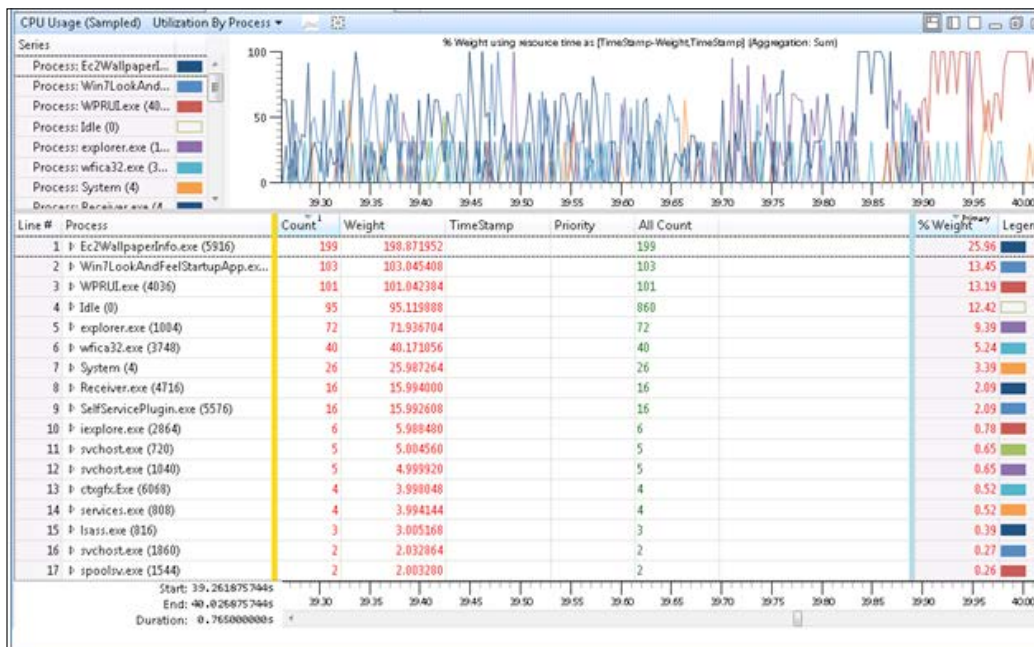 CPU Usage (Sampled) Utilization By Process
Series
% Weight using resource time as [TimeStamp-Weight,TimeStamp] (Aggregation: Sum)
Process: Ec2WallpaperI...
Process: Win7LookAnd...
Process: WPRUI.exe (40...
Process: Idle (0)
Process: explorer.exe (1...
Process: wfica32.exe (3...
Process: System (4)
Process: Receiver.exe (4
100
50
0
39.30 39.35 39.40 39.45 39.50 39.55 39.60 39.65 39.70 39.75 39.80 39.85 39.90 39.95 40.00
Line # Process Count 1 Weight TimeStamp Priority All Count % Weight Primary Legen
1 Ec2WallpaperInfo.exe (5916) 199 198.871952 199 25.96
2 Win7LookAndFeelStartupApp.ex... 103 103.045408 103 13.45
3 WPRUI.exe (4036) 101 101.042384 101 13.19
4 Idle (0) 95 95.119888 860 12.42
5 explorer.exe (1004) 72 71.936704 72 9.39
6 wfica32.exe (3748) 40 40.171056 40 5.24
7 System (4) 26 25.987264 26 3.39
8 Receiver.exe (4716) 16 15.994000 16 2.09
9 SelfServicePlugin.exe (5576) 16 15.992608 16 2.09
10 iexplore.exe (2864) 6 5.988480 6 0.78
11 svchost.exe (720) 5 5.004560 5 0.65
12 svchost.exe (1040) 5 4.999920 5 0.65
13 ctxgfx.Exe (6068) 4 3.998048 4 0.52
14 services.exe (808) 4 3.994144 4 0.52
15 lsass.exe (816) 3 3.005168 3 0.39
16 svchost.exe (1860) 2 2.032864 2 0.27
17 spoolsv.exe (1544) 2 2.003280 2 0.26
Start: 39.261875744s
End: 40.026875744s
Duration: 0.765000000s
39.30 39.35 39.40 39.45 39.50 39.55 39.60 39.65 39.70 39.75 39.80 39.85 39.90 39.95 40.00